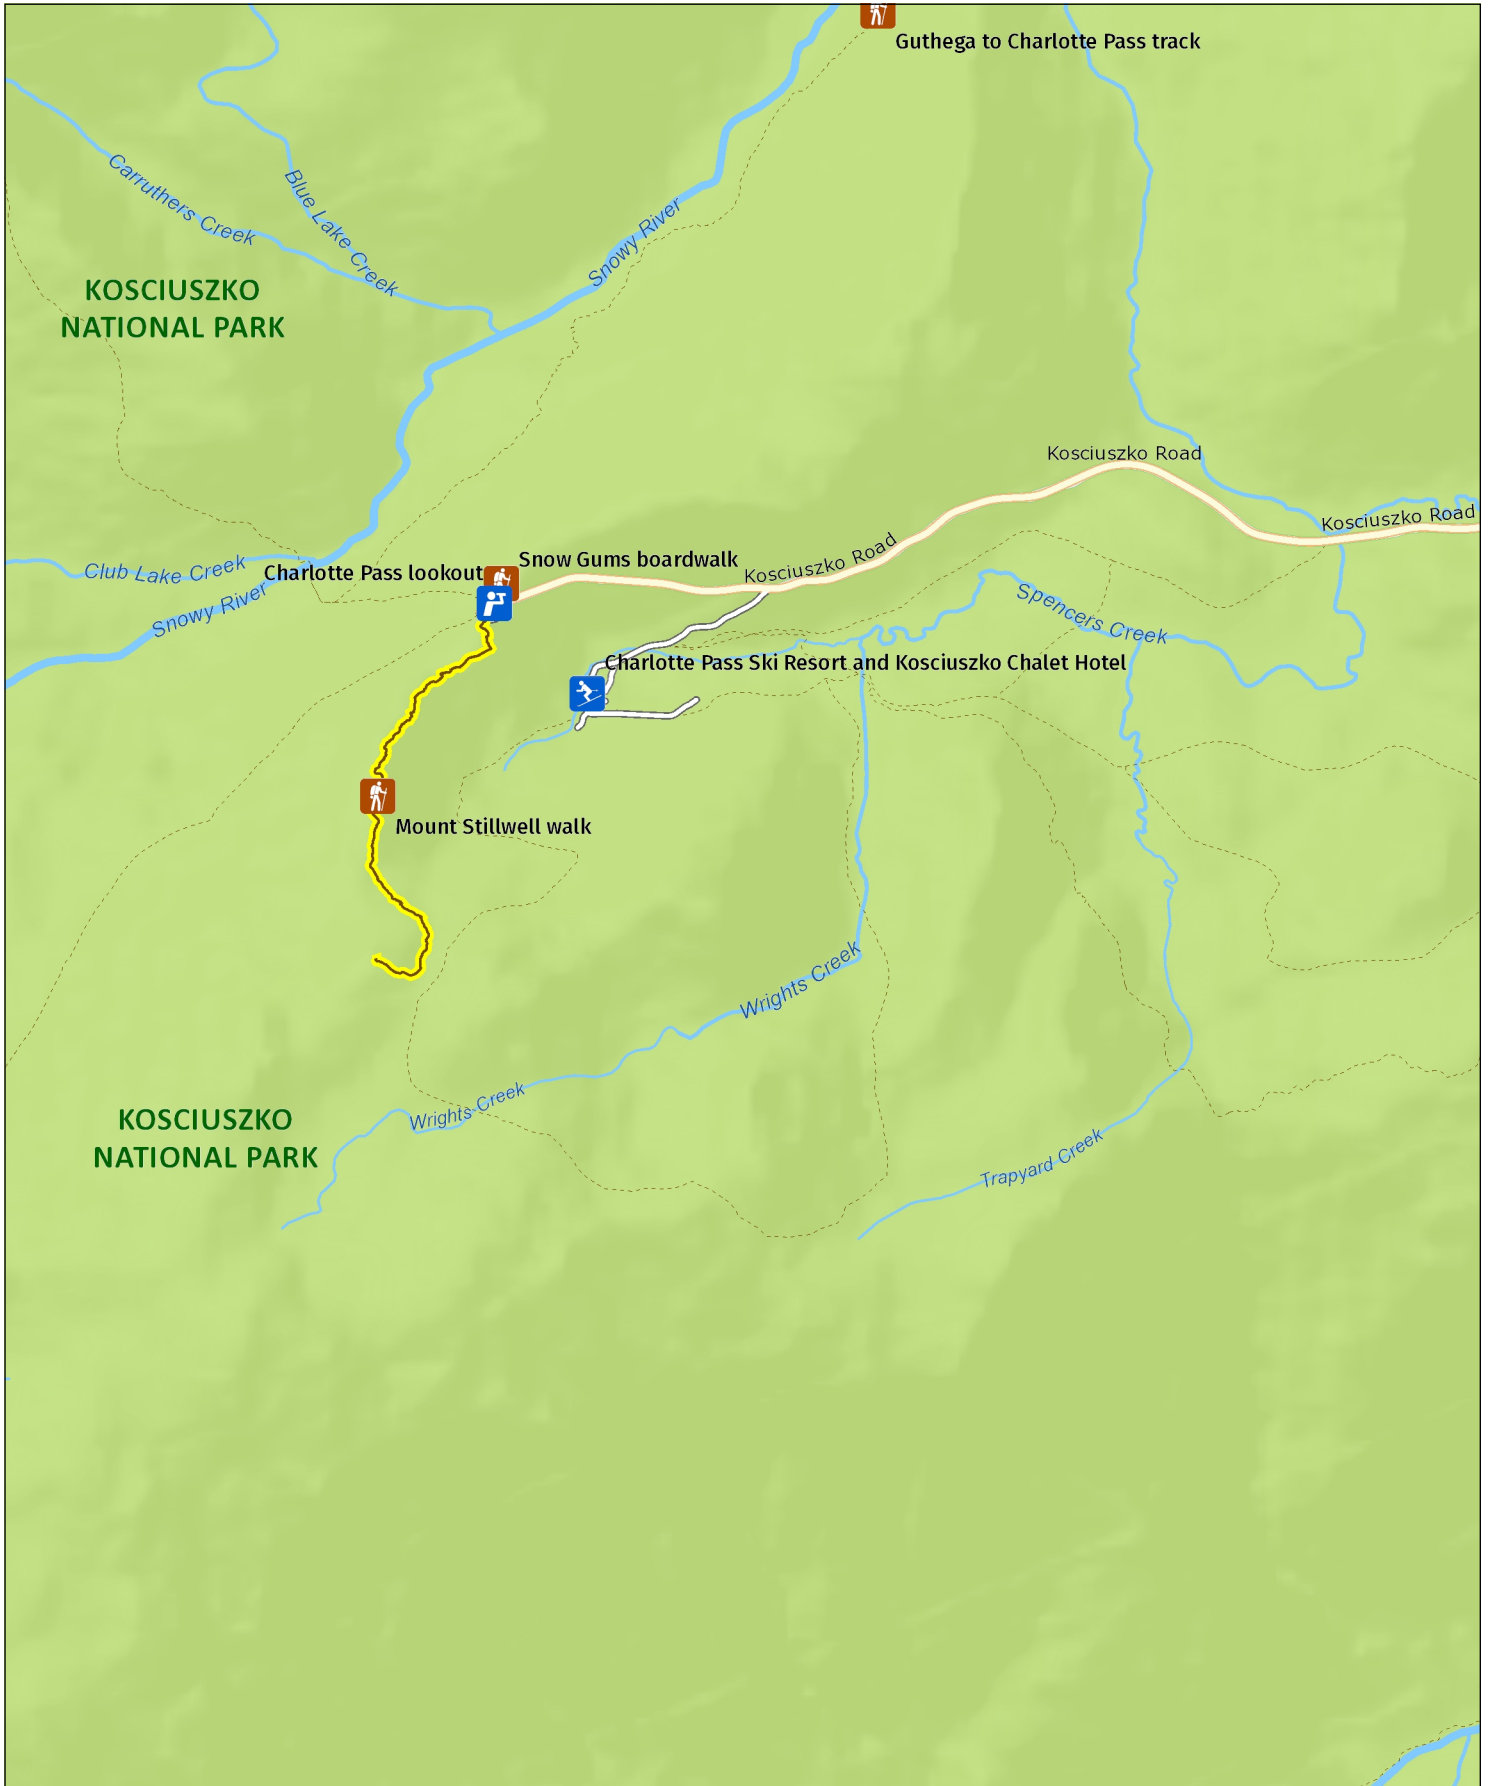 Guthega to Charlotte Pass track
Carruthers Creek
Blue Lake Creek
Snowy River
KOSCIUSZKO
NATIONAL PARK
Kosciuszko Road
Kosciuszko Road
Kosciuszko Road
Snow Gums boardwalk
Club Lake Creek
Charlotte Pass lookout
Snowy River
Spencers Creek
Charlotte Pass Ski Resort and Kosciuszko Chalet Hotel
Mount Stillwell walk
Wrights Creek
Wrights Creek
KOSCIUSZKO
NATIONAL PARK
Trapyard Creek